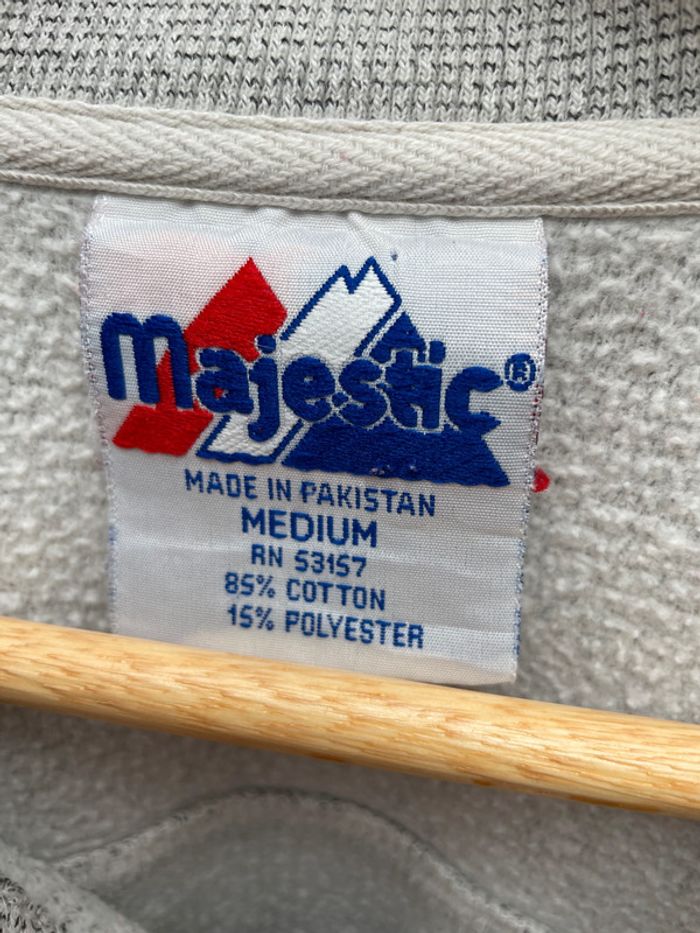 Majestic®
MADE IN PAKISTAN
MEDIUM
RN 53157
85% COTTON
15% POLYESTER